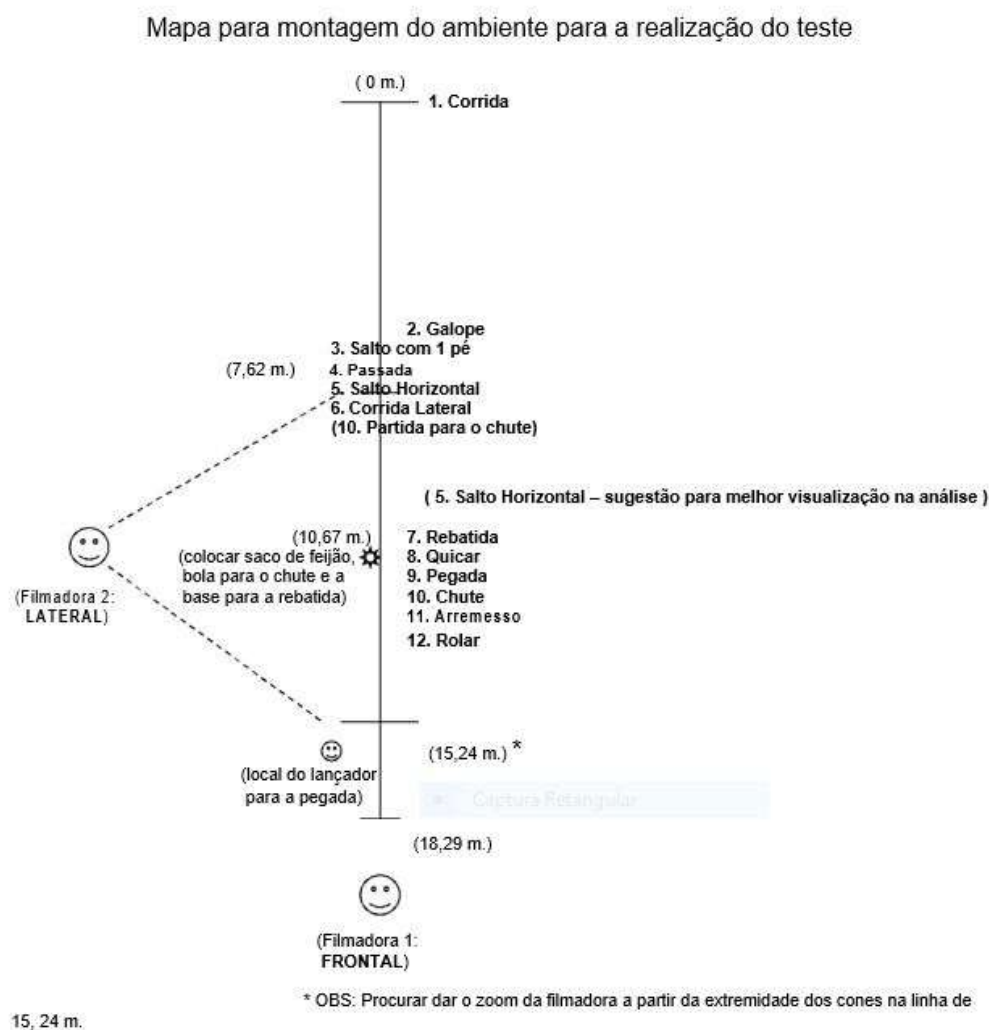 Mapa para montagem do ambiente para a realização do teste
( 0 m.)
1. Corrida
2. Galope
3. Salto com 1 pé
(7,62 m.)
4. Passada
5. Salto Horizontal
6. Corrida Lateral
(10. Partida para o chute)
( 5. Salto Horizontal – sugestão para melhor visualização na análise )
(10,67 m.)
(colocar saco de feijão,
bola para o chute e a
base para a rebatida)
7. Rebatida
8. Quicar
9. Pegada
10. Chute
11. Arremesso
12. Rolar
(Filmadora 2:
LATERAL)
(15,24 m.) *
(local do lançador
para a pegada)
Captura Retangular
(18,29 m.)
(Filmadora 1:
FRONTAL)
* OBS: Procurar dar o zoom da filmadora a partir da extremidade dos cones na linha de
15, 24 m.